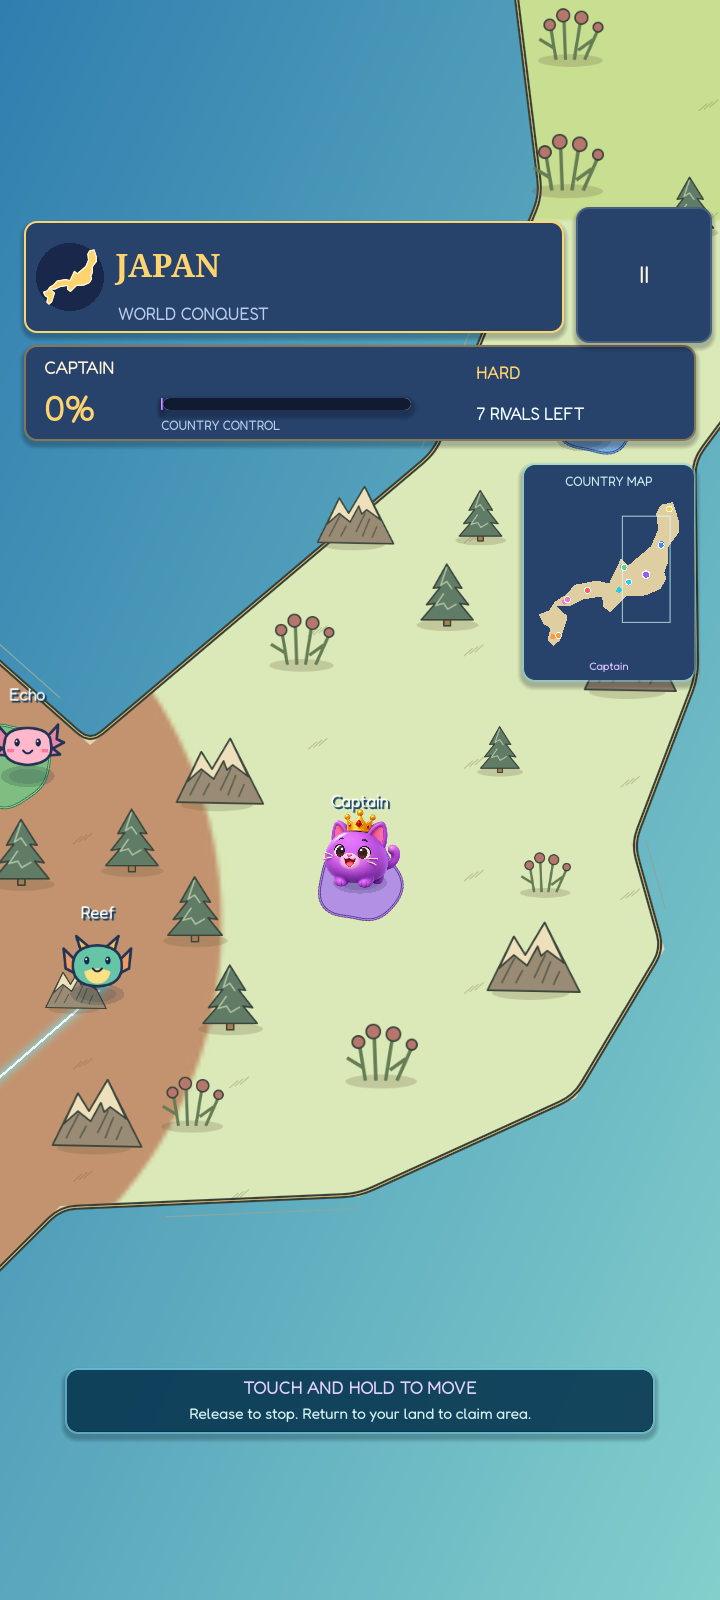 JAPAN
WORLD CONQUEST
II
CAPTAIN
0%
COUNTRY CONTROL
HARD
7 RIVALS LEFT
COUNTRY MAP
Captain
Echo
Captain
Reef
TOUCH AND HOLD TO MOVE
Release to stop. Return to your land to claim area.